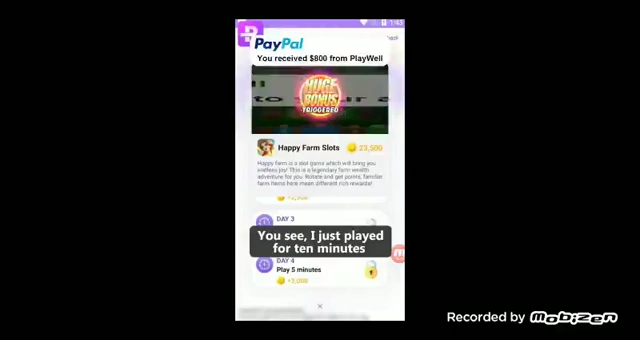 1:43
PayPal
You received $800 from PlayWell
HUGE
BONUS
TRIGGERED
Happy Farm Slots
23,500
Happy farm is a slot game which will bring you
endless joy! This is a legendary farm wealth
adventure for you. Rotate and get points, familiar
farm items here mean different rich rewards!
DAY 3
You see, I just played
for ten minutes
DAY 4
Play 5 minutes
Recorded by Mobizen